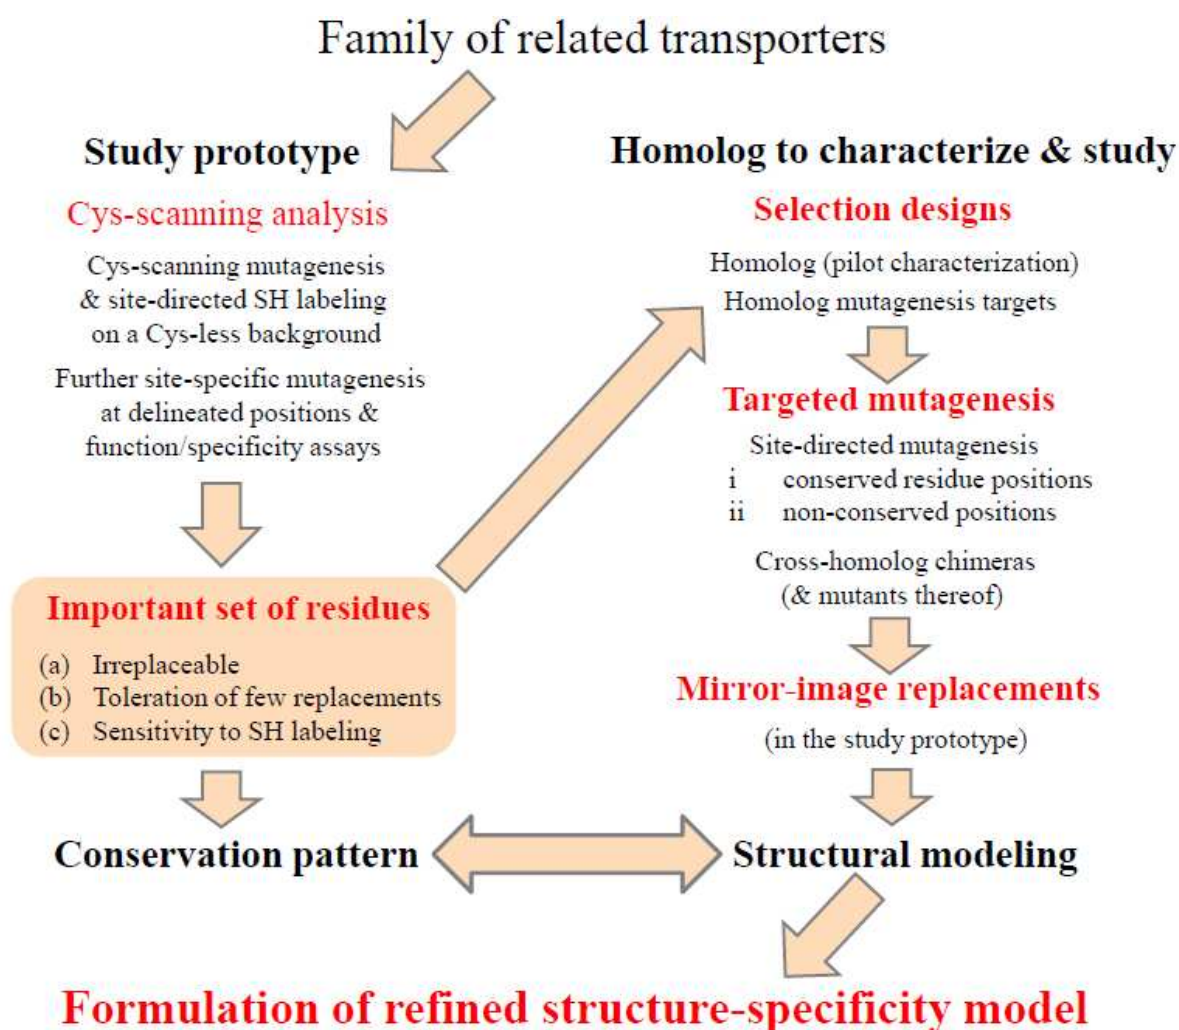 Family of related transporters
Study prototype
Cys-scanning analysis
Cys-scanning mutagenesis
& site-directed SH labeling
on a Cys-less background
Further site-specific mutagenesis
at delineated positions &
function/specificity assays
Important set of residues
(a) Irreplaceable
(b) Toleration of few replacements
(c) Sensitivity to SH labeling
Conservation pattern
Homolog to characterize & study
Selection designs
Homolog (pilot characterization)
Homolog mutagenesis targets
Targeted mutagenesis
Site-directed mutagenesis
i conserved residue positions
ii non-conserved positions
Cross-homolog chimeras
(& mutants thereof)
Mirror-image replacements
(in the study prototype)
Structural modeling
Formulation of refined structure-specificity model